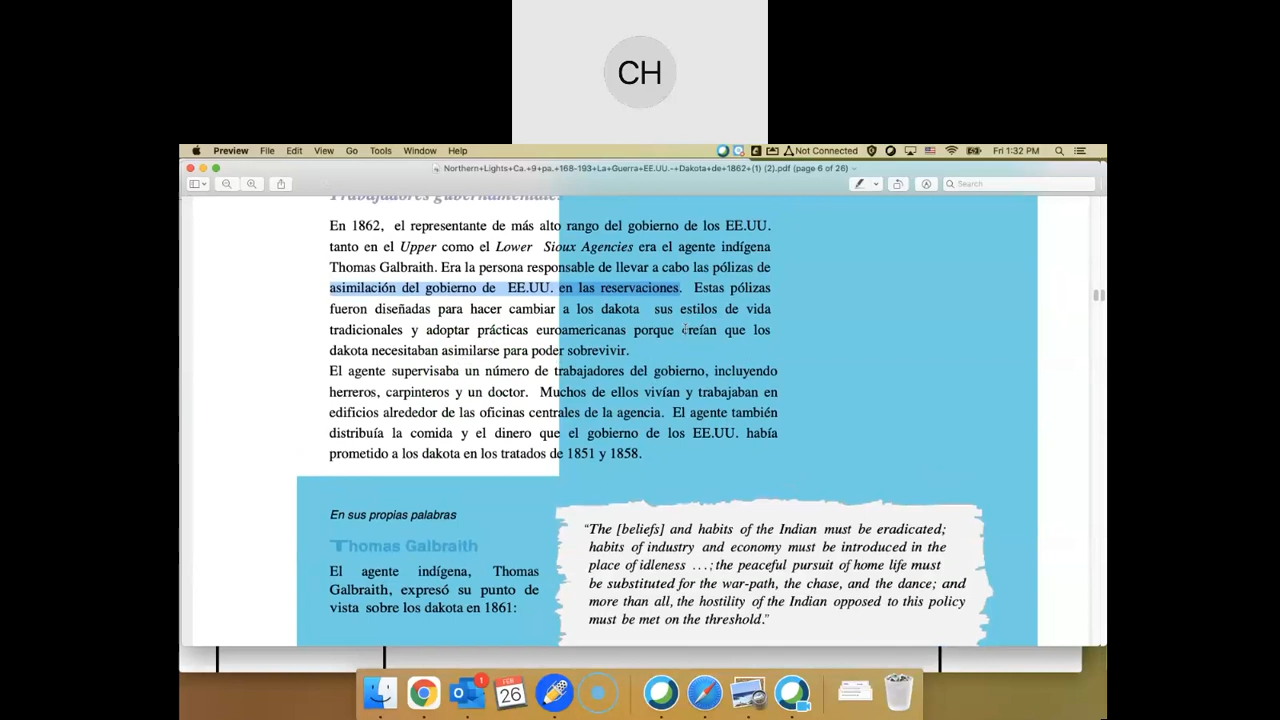 CH
Preview File Edit View Go Tools Window Help
Not Connected
Fri 1:32 PM
Northern+Lights+Ca.+9+pa.+168-193+La+Guerra+EE.UU.-+Dakota+de+1862+(1) (2).pdf (page 6 of 26)
Search
Trabajadores gubernamentales
En 1862, el representante de más alto rango del gobierno de los EE.UU.
tanto en el Upper como el Lower Sioux Agencies era el agente indígena
Thomas Galbraith. Era la persona responsable de llevar a cabo las pólizas de
asimilación del gobierno de EE.UU. en las reservaciones. Estas pólizas
fueron diseñadas para hacer cambiar a los dakota sus estilos de vida
tradicionales y adoptar prácticas euroamericanas porque creían que los
dakota necesitaban asimilarse para poder sobrevivir.
El agente supervisaba un número de trabajadores del gobierno, incluyendo
herreros, carpinteros y un doctor. Muchos de ellos vivían y trabajaban en
edificios alrededor de las oficinas centrales de la agencia. El agente también
distribuía la comida y el dinero que el gobierno de los EE.UU. había
prometido a los dakota en los tratados de 1851 y 1858.
En sus propias palabras
Thomas Galbraith
El agente indígena, Thomas
Galbraith, expresó su punto de
vista sobre los dakota en 1861:
"The [beliefs] and habits of the Indian must be eradicated;
habits of industry and economy must be introduced in the
place of idleness ...; the peaceful pursuit of home life must
be substituted for the war-path, the chase, and the dance; and
more than all, the hostility of the Indian opposed to this policy
must be met on the threshold."
1
FEB
26